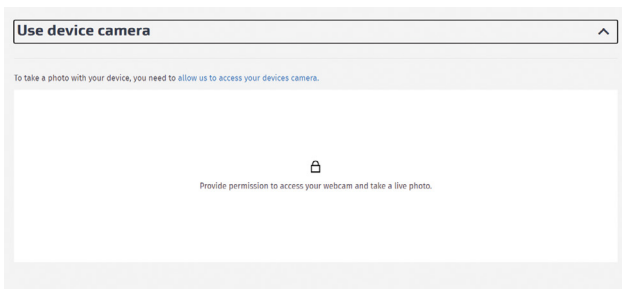 Use device camera
To take a photo with your device, you need to allow us to access your devices camera.
Provide permission to access your webcam and take a live photo.